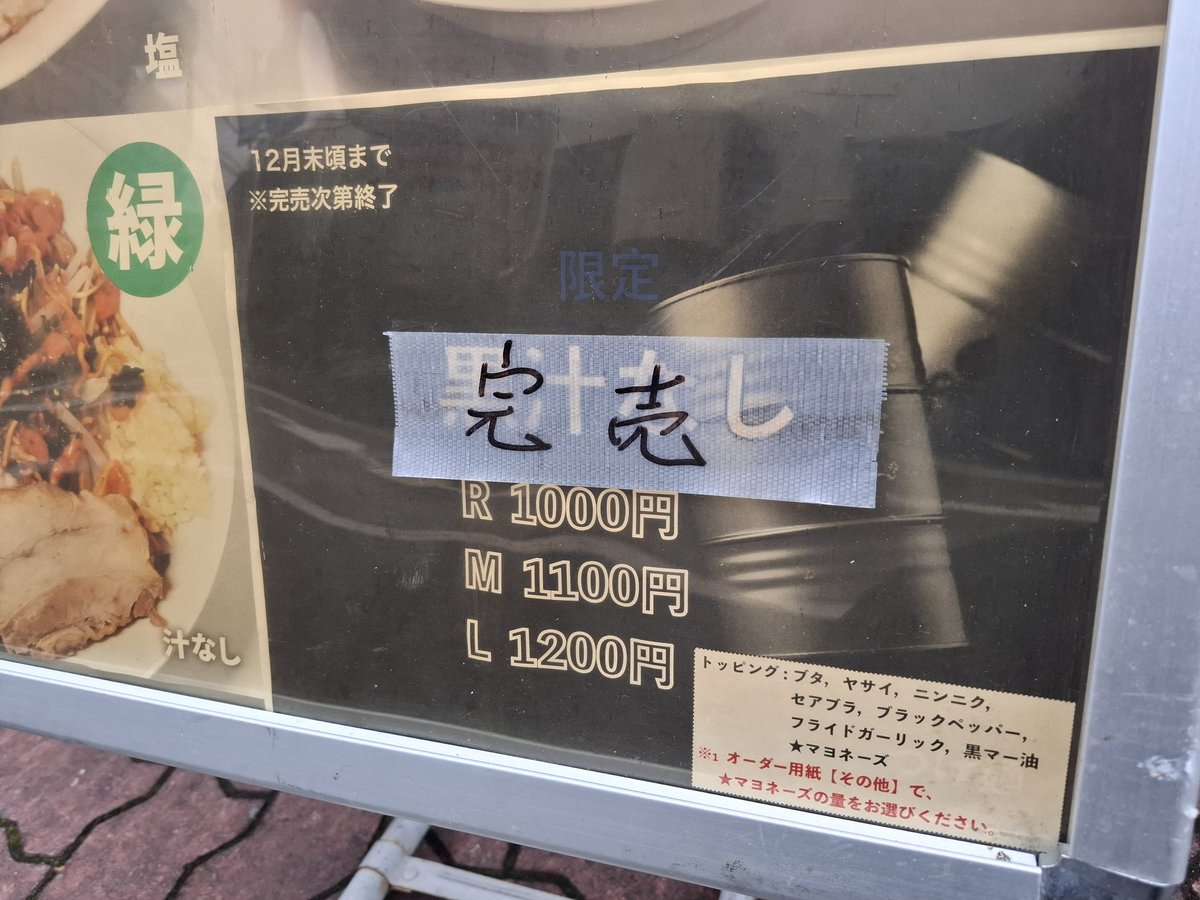 塩
緑
汁なし
12月末頃まで
※完売次第終了
限定
黒汁なし
完売
R 1000円
M 1100円
L 1200円
トッピング：ブタ，ヤサイ，ニンニク，
セアブラ，ブラックペッパー，
フライドガーリック，黒マー油
★マヨネーズ
※1 オーダー用紙【その他】で、
★マヨネーズの量をお選びください。